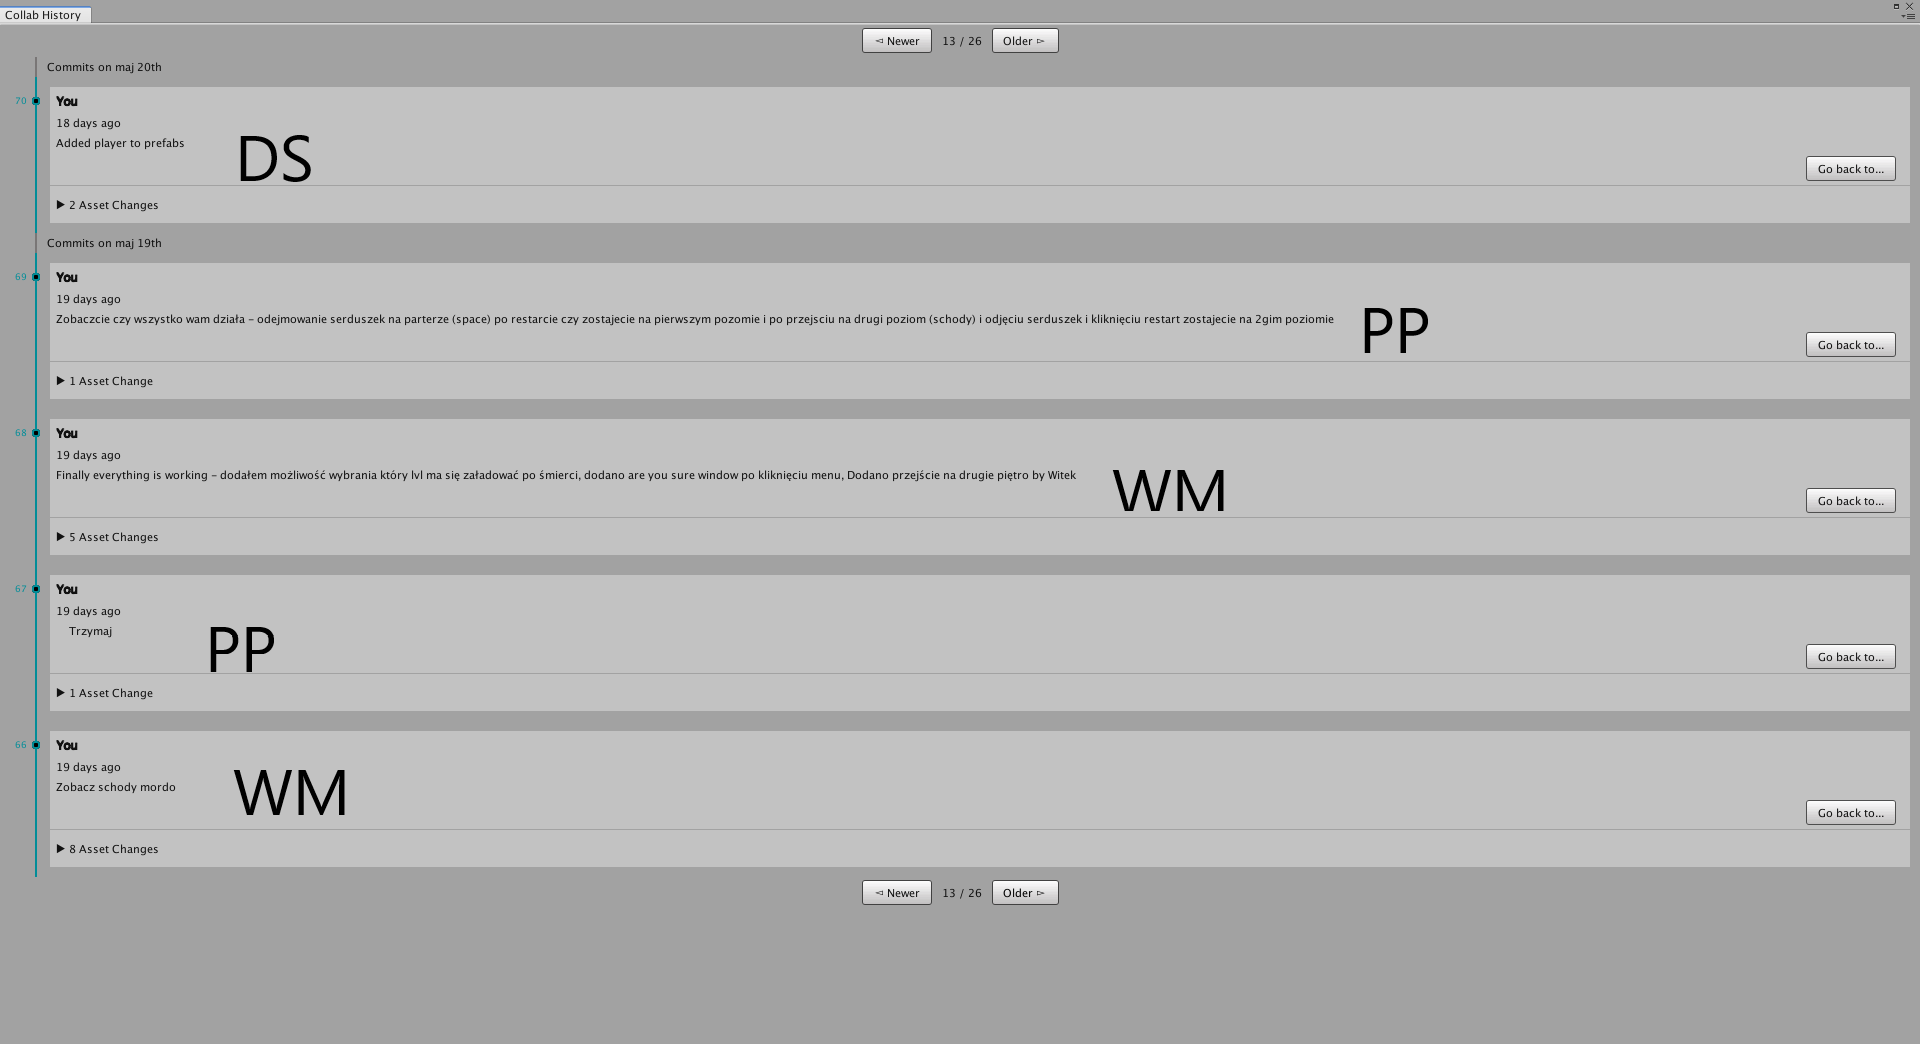 Collab History
◅ Newer 13 / 26 Older ▻
Commits on maj 20th
70 You
18 days ago
Added player to prefabs
DS
Go back to...
▶ 2 Asset Changes
Commits on maj 19th
69 You
19 days ago
Zobaczcie czy wszystko wam działa - odejmowanie serduszek na parterze (space) po restarcie czy zostajecie na pierwszym pozomie i po przejsciu na drugi poziom (schody) i odjęciu serduszek i kliknięciu restart zostajecie na 2gim poziomie
PP
Go back to...
▶ 1 Asset Change
68 You
19 days ago
Finally everything is working - dodałem możliwość wybrania który lvl ma się załadować po śmierci, dodano are you sure window po kliknięciu menu, Dodano przejście na drugie piętro by Witek
WM
Go back to...
▶ 5 Asset Changes
67 You
19 days ago
Trzymaj
PP
Go back to...
▶ 1 Asset Change
66 You
19 days ago
Zobacz schody mordo
WM
Go back to...
▶ 8 Asset Changes
◅ Newer 13 / 26 Older ▻